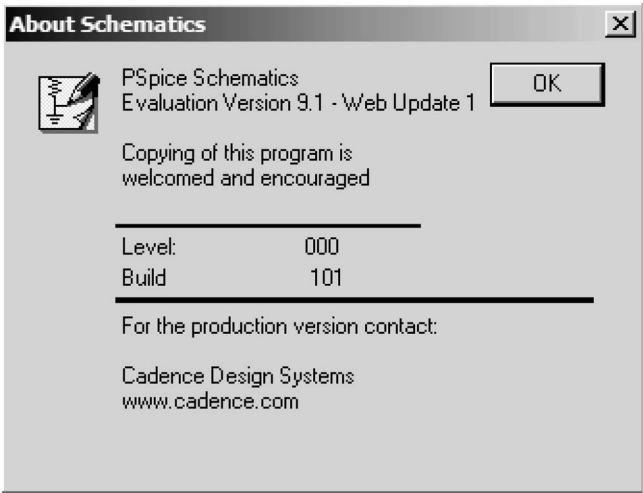 About Schematics
PSpice Schematics
Evaluation Version 9.1 - Web Update 1
OK
Copying of this program is
welcomed and encouraged
Level: 000
Build 101
For the production version contact:
Cadence Design Systems
www.cadence.com